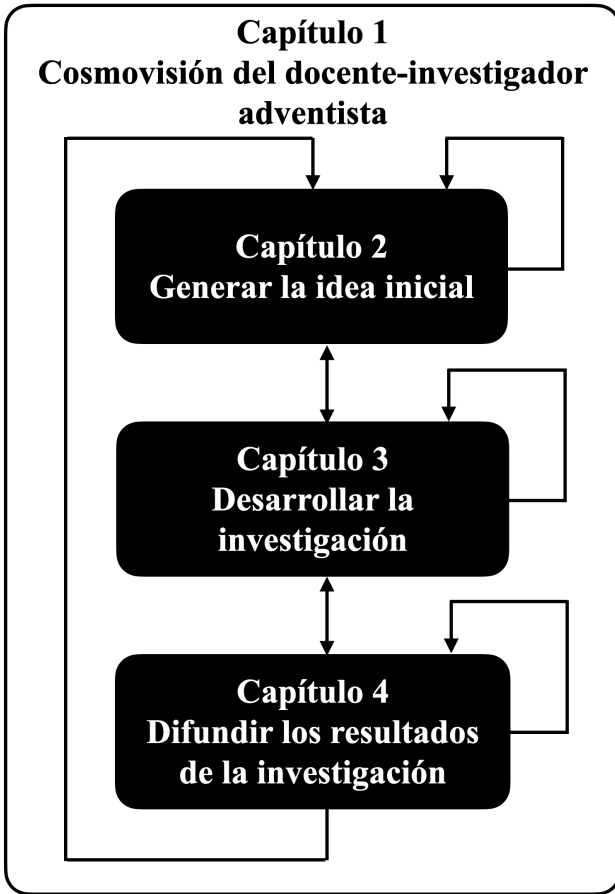 Capítulo 1
Cosmovisión del docente-investigador
adventista
Capítulo 2
Generar la idea inicial
Capítulo 3
Desarrollar la
investigación
Capítulo 4
Difundir los resultados
de la investigación